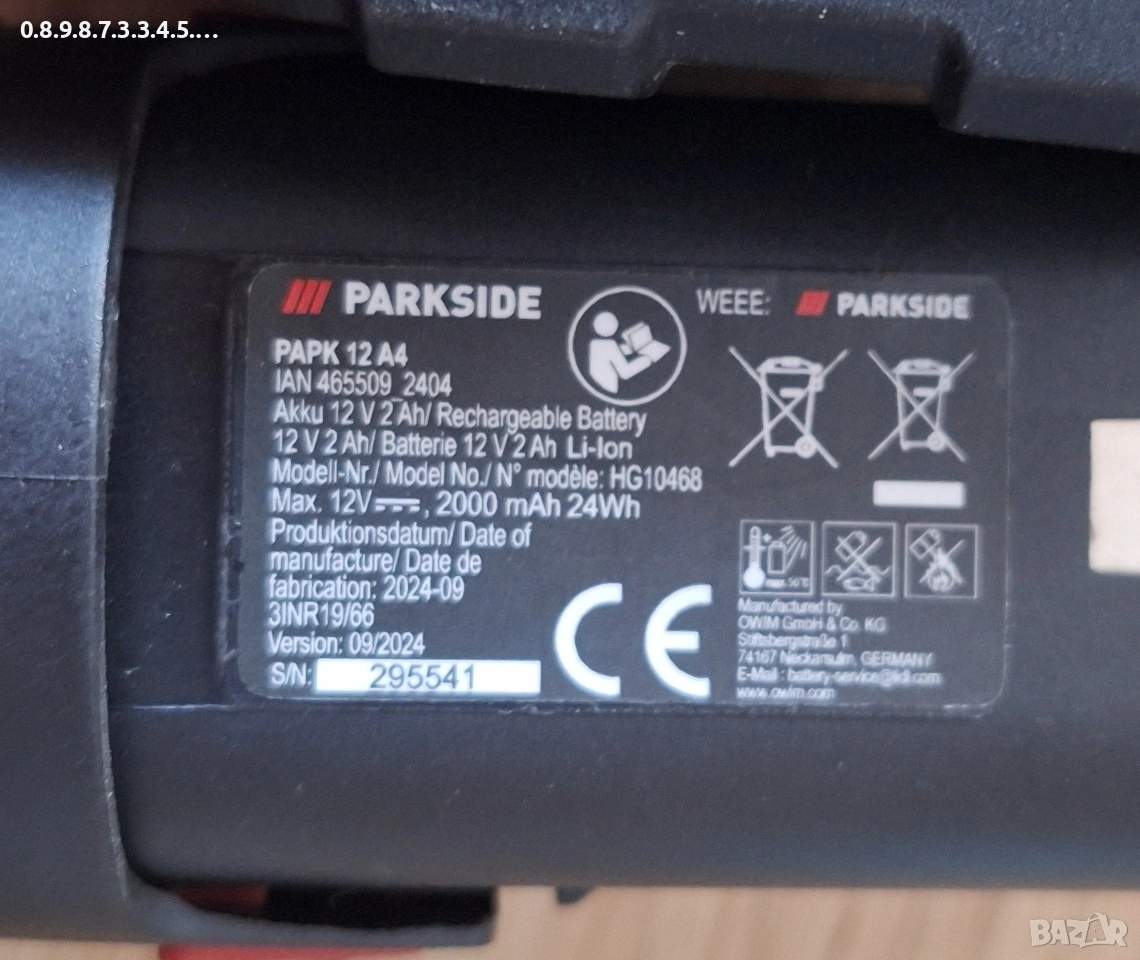 0.8.9.8.7.3.3.4.5....
PARKSIDE
WEEE: PARKSIDE
PAPK 12 A4
IAN 465509_2404
Akku 12 V 2 Ah/ Rechargeable Battery
12 V 2 Ah/ Batterie 12 V 2 Ah Li-Ion
Modell-Nr./ Model No./ N° modèle: HG10468
Max. 12V⎓, 2000 mAh 24Wh
Produktionsdatum/ Date of
manufacture/ Date de
fabrication: 2024-09
3INR19/66
Version: 09/2024
S/N: 295541
CE
max. 50°C
Manufactured by
OWIM GmbH & Co. KG
Stiftsbergstraße 1
74167 Neckarsulm, GERMANY
E-Mail : battery-service@lidl.com
www.owim.com
BAZAR